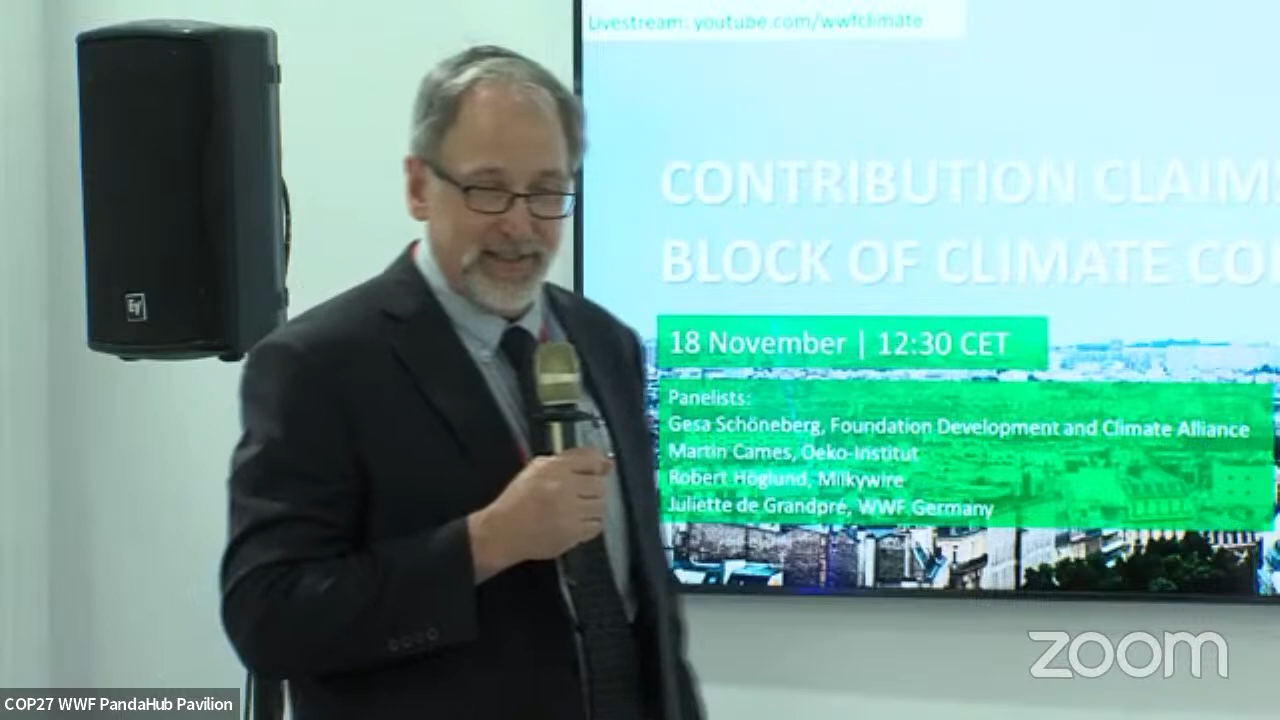 Livestream: youtube.com/wwfclimate
CONTRIBUTION CLAIM
BLOCK OF CLIMATE CO
18 November | 12:30 CET
Panelists:
Gesa Schöneberg, Foundation Development and Climate Alliance
Martin Cames, Oeko-Institut
Robert Höglund, Milkywire
Juliette de Grandpré, WWF Germany
EV
zoom
COP27 WWF PandaHub Pavilion